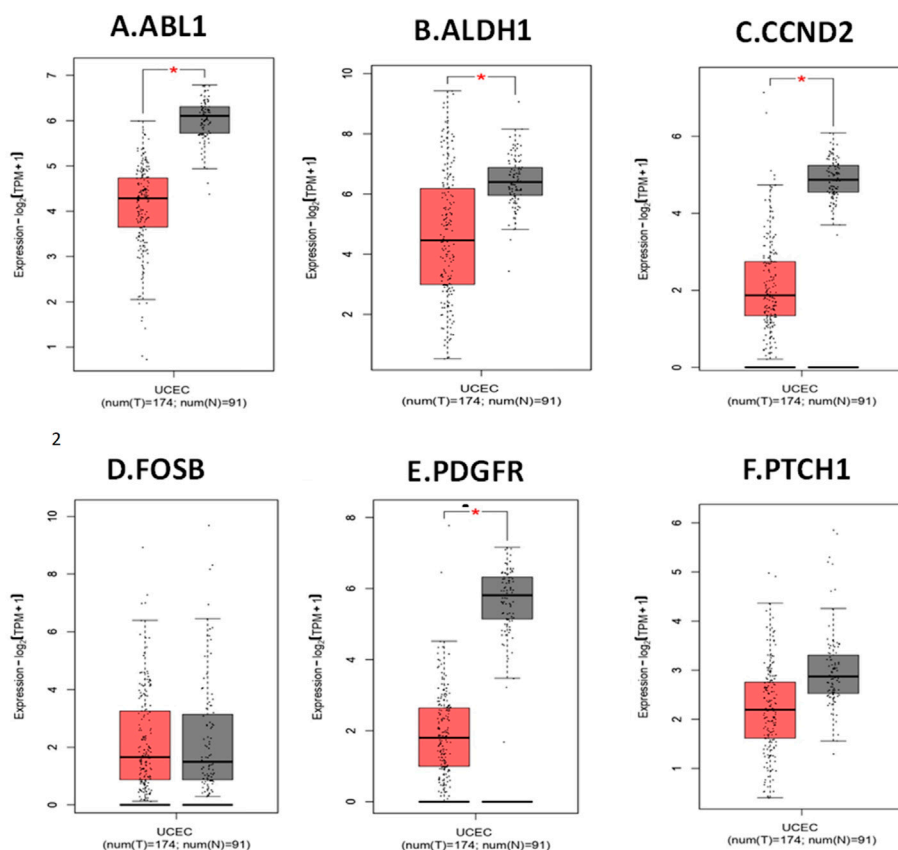 A.ABL1
B.ALDH1
C.CCND2
*
*
*
Expression – log₂(TPM + 1)
1
2
3
4
5
6
7
Expression – log₂(TPM + 1)
2
4
6
8
10
Expression – log₂(TPM + 1)
0
2
4
6
UCEC
(num(T)=174; num(N)=91)
UCEC
(num(T)=174; num(N)=91)
UCEC
(num(T)=174; num(N)=91)
2
D.FOSB
E.PDGFR
F.PTCH1
*
Expression – log₂(TPM + 1)
0
2
4
6
8
10
Expression – log₂(TPM + 1)
0
2
4
6
8
Expression – log₂(TPM + 1)
1
2
3
4
5
6
UCEC
(num(T)=174; num(N)=91)
UCEC
(num(T)=174; num(N)=91)
UCEC
(num(T)=174; num(N)=91)